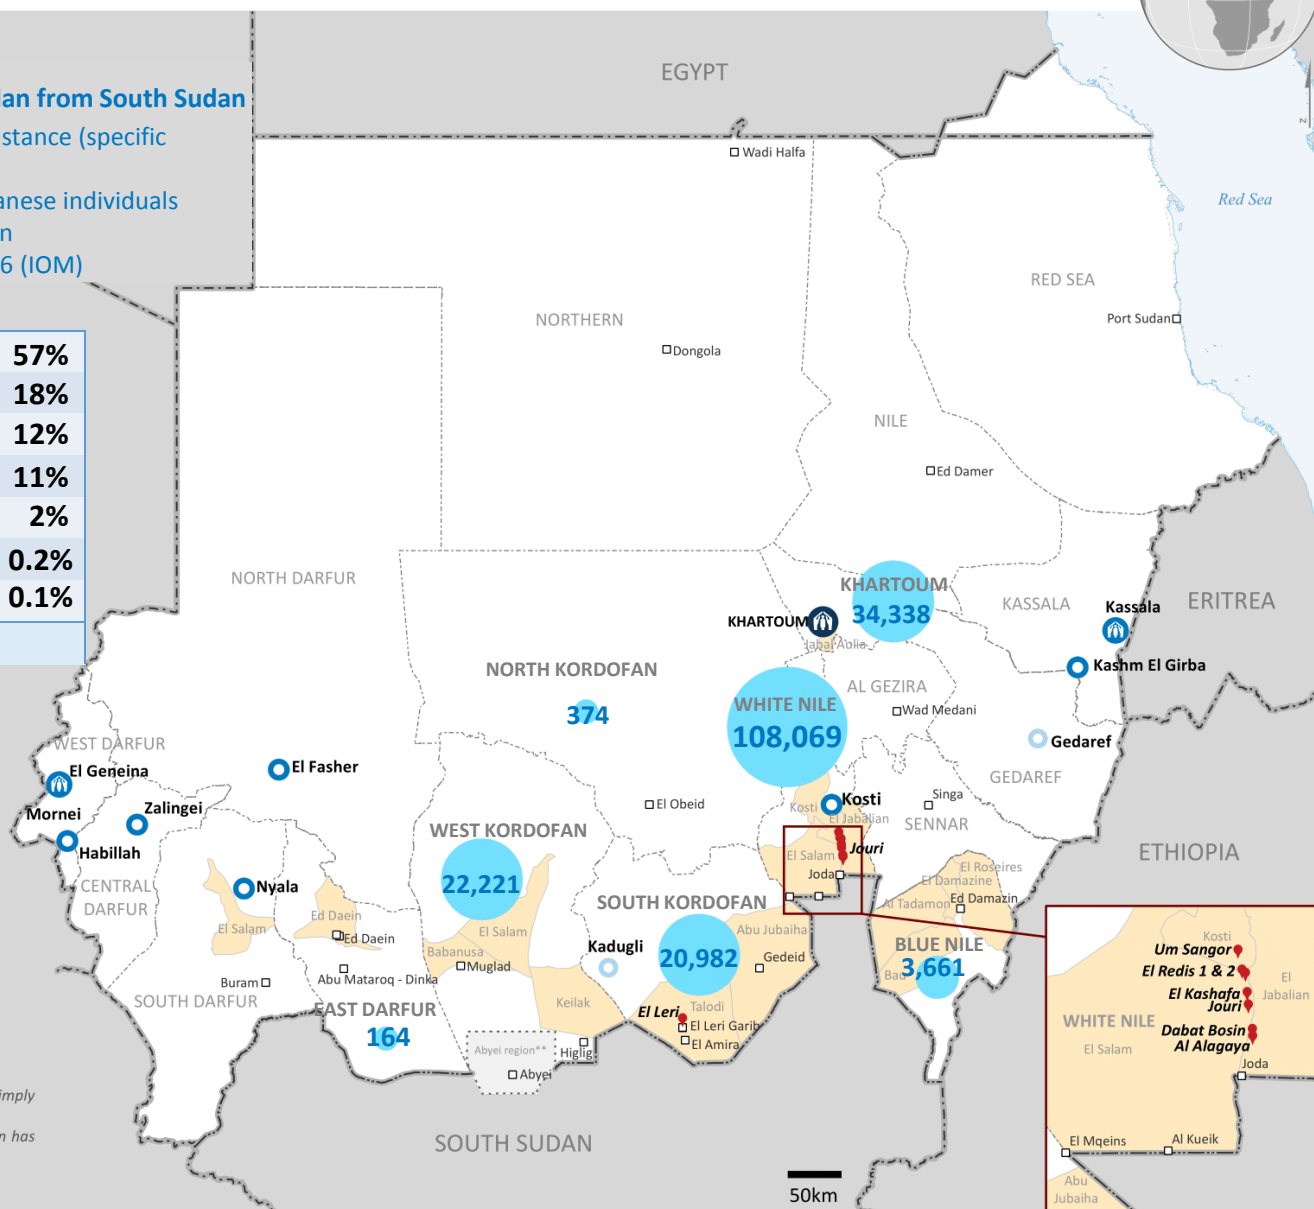 EGYPT
lan from South Sudan
stance (specific
anese individuals
n
6 (IOM)
Wadi Halfa
Red Sea
RED SEA
Port Sudan
NORTHERN
Dongola
57%
18%
12%
11%
2%
0.2%
0.1%
NILE
Ed Damer
NORTH DARFUR
KHARTOUM
34,338
KHARTOUM
Jabal Aulia
KASSALA
Kassala
ERITREA
Kashm El Girba
NORTH KORDOFAN
374
WHITE NILE
108,069
AL GEZIRA
Wad Medani
Gedaref
GEDAREF
WEST DARFUR
El Geneina
El Fasher
Mornei
Zalingei
Habillah
El Obeid
Kosti
Kosti
El Jabalian
Singa
SENNAR
WEST KORDOFAN
22,221
El Salam
Jouri
Joda
ETHIOPIA
CENTRAL
DARFUR
Nyala
El Salam
Ed Daein
Ed Daein
El Salam
Babanusa
Muglad
SOUTH KORDOFAN
20,982
Abu Jubaiha
Kadugli
Gedeid
El Roseires
El Damazine
Al Tadamon
Ed Damazin
BLUE NILE
3,661
Bau
Abu Mataroq - Dinka
Buram
SOUTH DARFUR
EAST DARFUR
164
Keilak
El Leri
Talodi
El Leri Garib
El Amira
Abyei region**
Higlig
Abyei
SOUTH SUDAN
Kosti
Um Sangor
El Redis 1 & 2
El
Jabalian
El Kashafa
Jouri
WHITE NILE
Dabat Bosin
El Salam
Al Alagaya
Joda
El Mqeins
Al Kueik
Abu
Jubaiha
imply
n has
50km
z